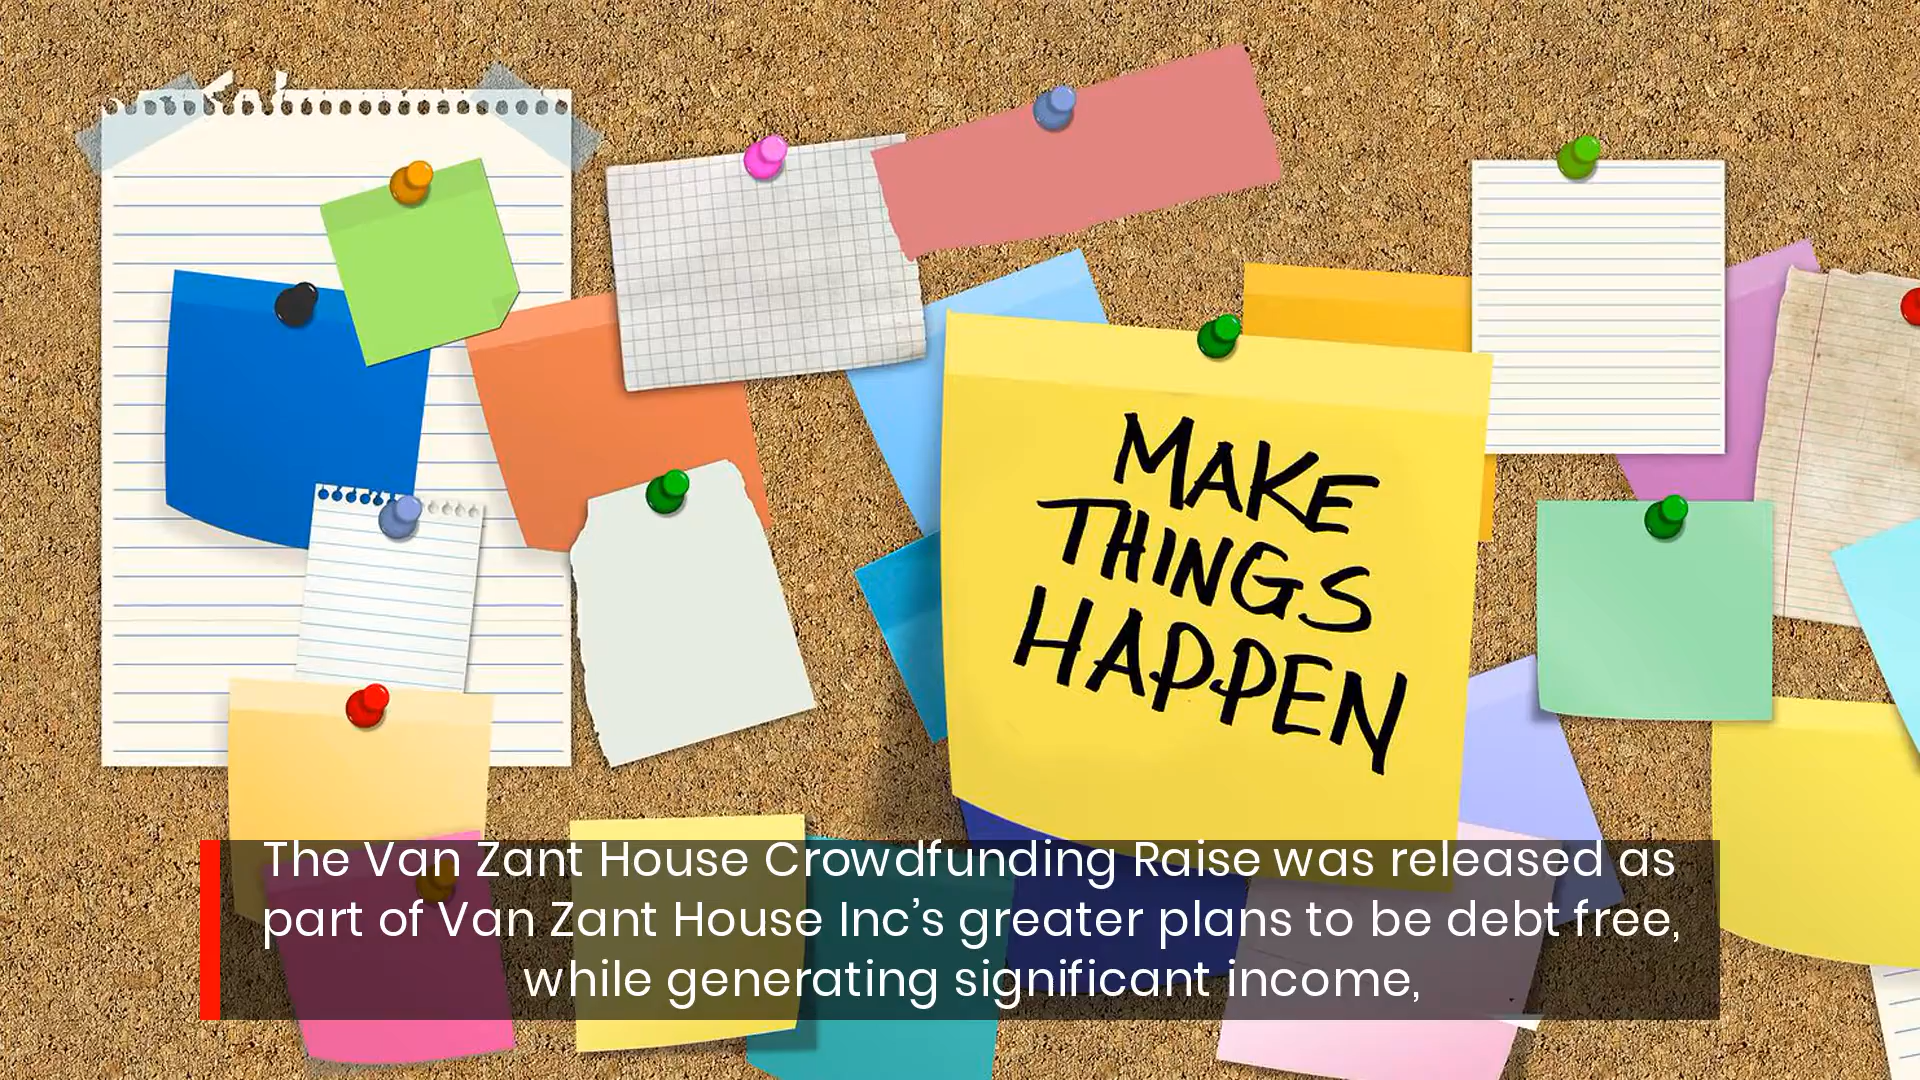 MAKE
THINGS
HAPPEN
The Van Zant House Crowdfunding Raise was released as
part of Van Zant House Inc’s greater plans to be debt free,
while generating significant income,